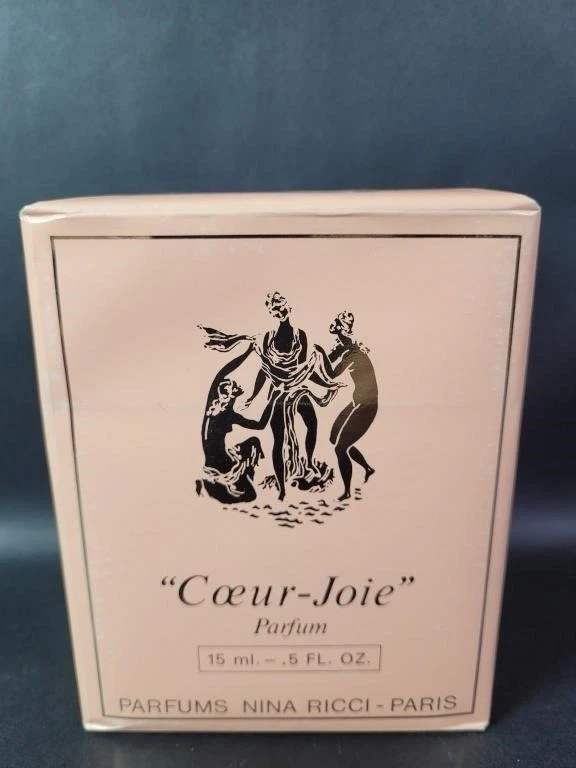 “Cœur-Joie”
Parfum
15 ml. – .5 FL. OZ.
PARFUMS NINA RICCI - PARIS